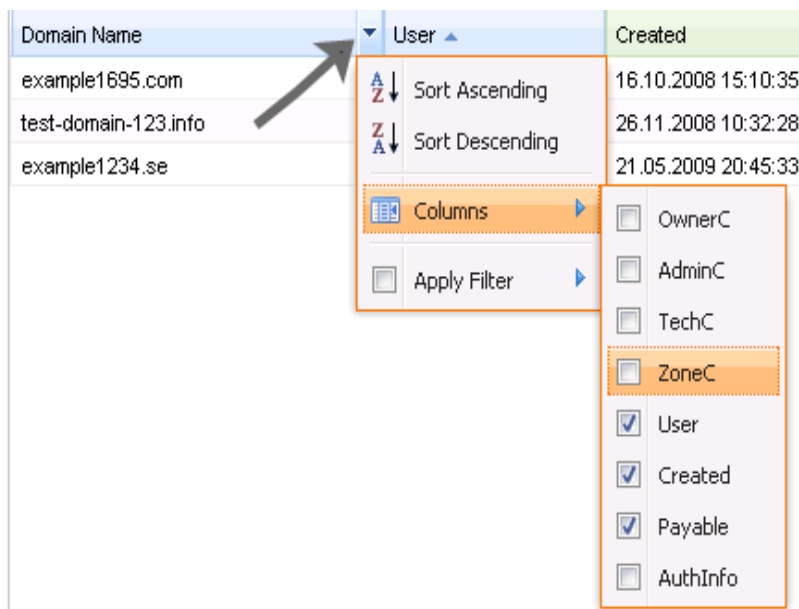 Domain Name User Created
example1695.com 16.10.2008 15:10:35
test-domain-123.info 26.11.2008 10:32:28
example1234.se 21.05.2009 20:45:33
Sort Ascending
Sort Descending
Columns
Apply Filter
OwnerC
AdminC
TechC
ZoneC
User
Created
Payable
AuthInfo